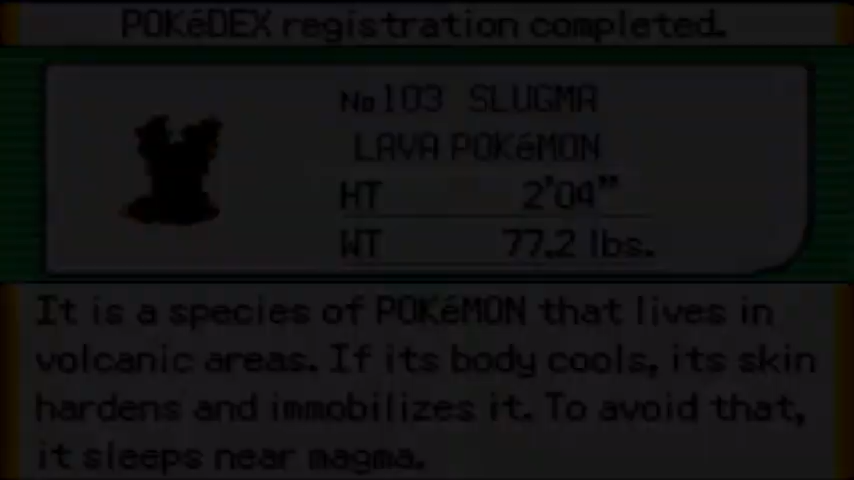 POKéDEX registration completed.
No103 SLUGMA
LAVA POKéMON
HT 2'04"
WT 77.2 lbs.
It is a species of POKéMON that lives in
volcanic areas. If its body cools, its skin
hardens and immobilizes it. To avoid that,
it sleeps near magma.